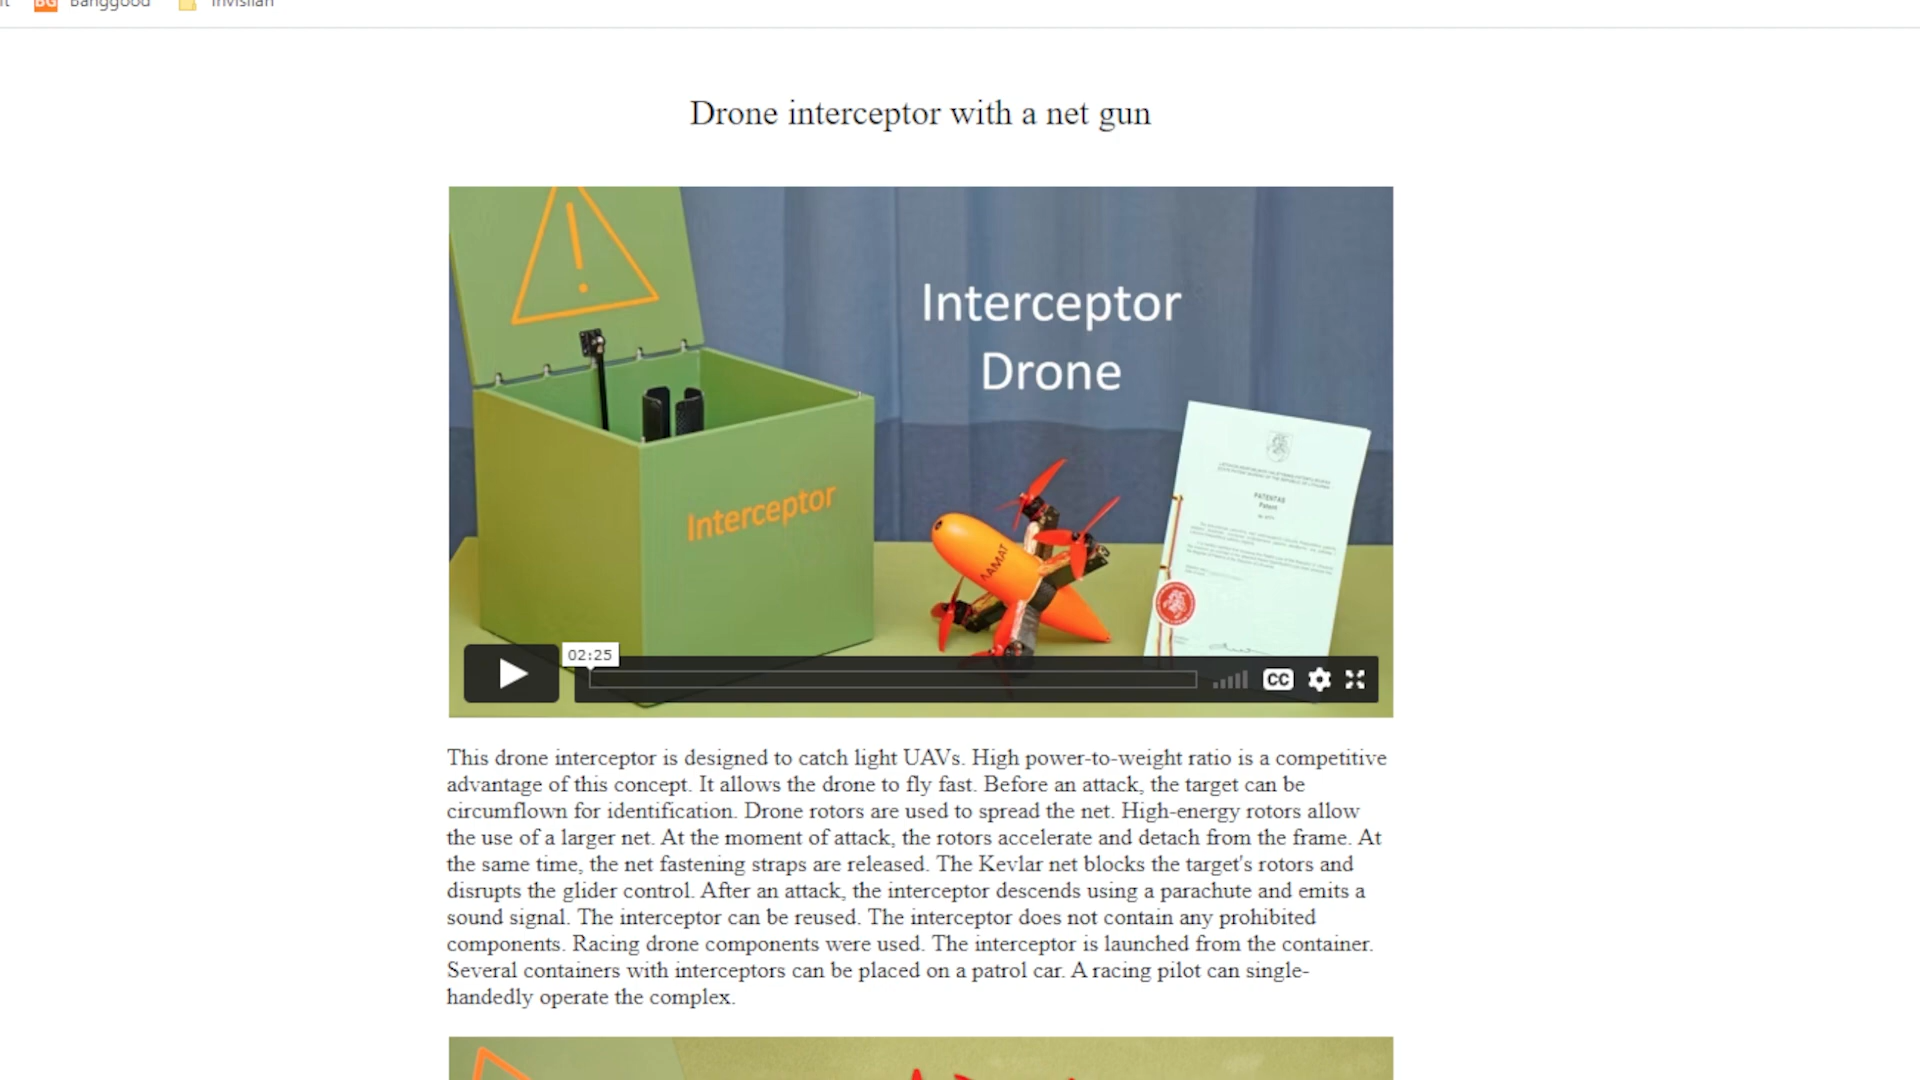 Banggood
Drone interceptor with a net gun
Interceptor
Drone
Interceptor
PATENTAS
Patent
02:25
CC
This drone interceptor is designed to catch light UAVs. High power-to-weight ratio is a competitive
advantage of this concept. It allows the drone to fly fast. Before an attack, the target can be
circumflown for identification. Drone rotors are used to spread the net. High-energy rotors allow
the use of a larger net. At the moment of attack, the rotors accelerate and detach from the frame. At
the same time, the net fastening straps are released. The Kevlar net blocks the target's rotors and
disrupts the glider control. After an attack, the interceptor descends using a parachute and emits a
sound signal. The interceptor can be reused. The interceptor does not contain any prohibited
components. Racing drone components were used. The interceptor is launched from the container.
Several containers with interceptors can be placed on a patrol car. A racing pilot can single-
handedly operate the complex.